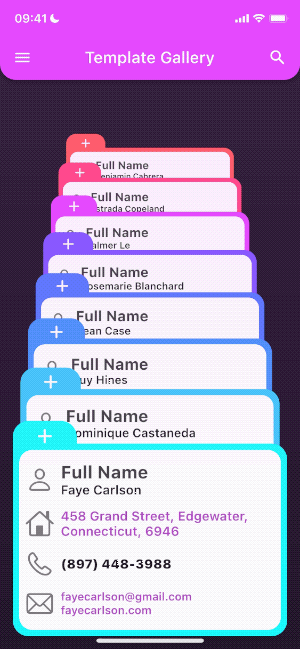 09:41
Template Gallery
Full Name
Benjamin Cabrera
Full Name
Estrada Copeland
Full Name
Palmer Le
Full Name
Rosemarie Blanchard
Full Name
Sean Case
Full Name
Guy Hines
Full Name
Dominique Castaneda
Full Name
Faye Carlson
458 Grand Street, Edgewater,
Connecticut, 6946
(897) 448-3988
fayecarlson@gmail.com
fayecarlson.com